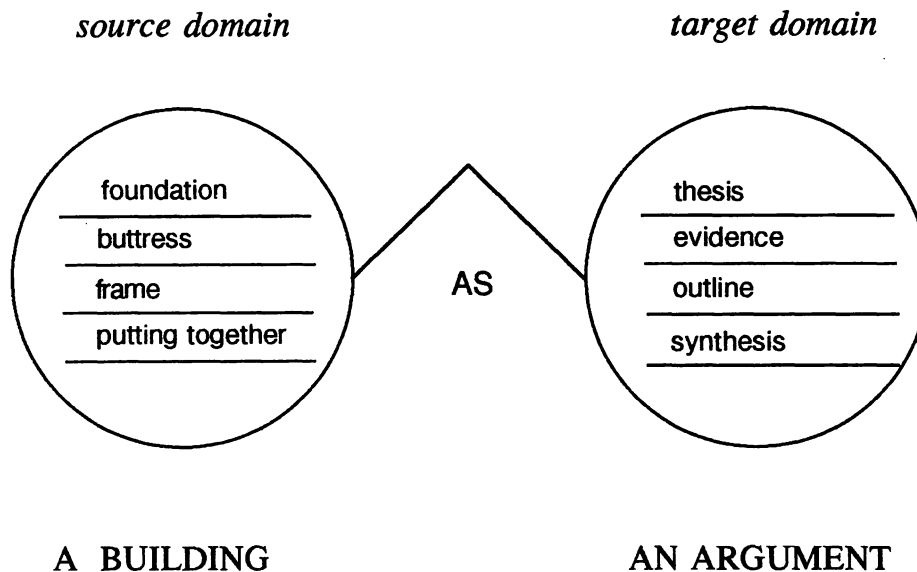 source domain
target domain
foundation
buttress
frame
putting together
AS
thesis
evidence
outline
synthesis
A BUILDING
AN ARGUMENT